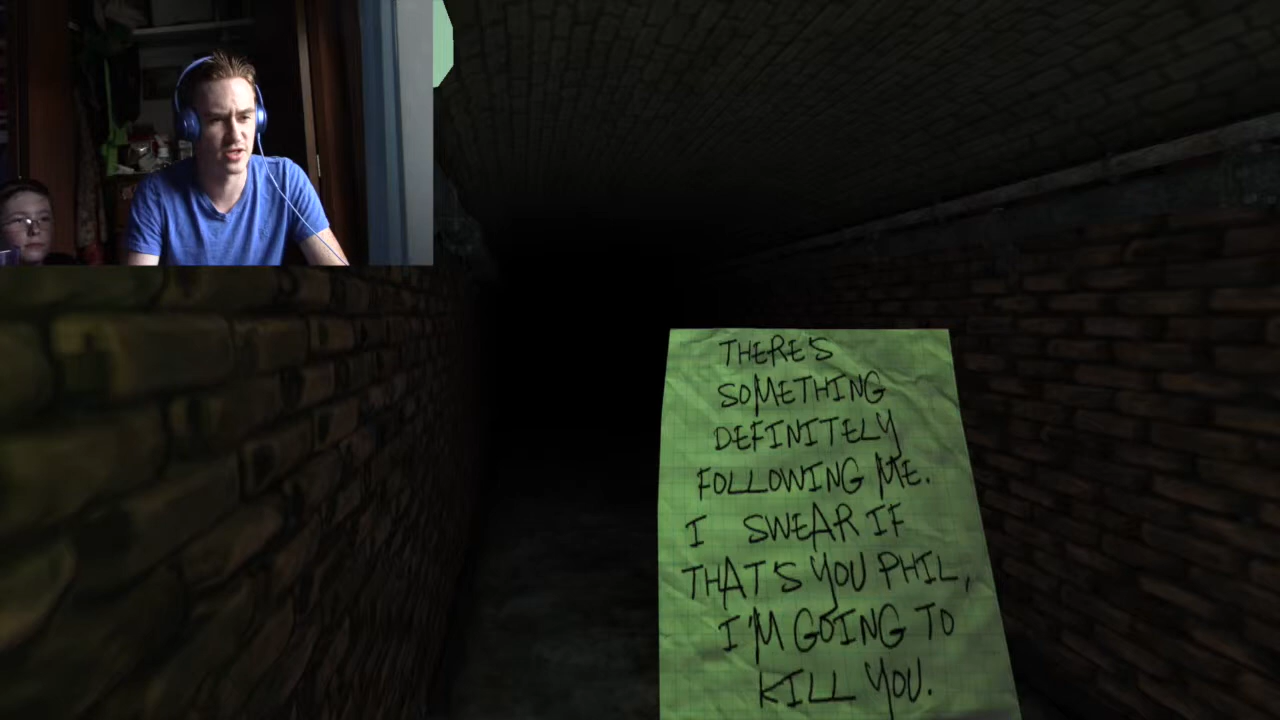 THERE'S
SOMETHING
DEFINITELY
FOLLOWING ME.
I SWEAR IF
THAT'S YOU PHIL,
I'M GOING TO
KILL YOU.